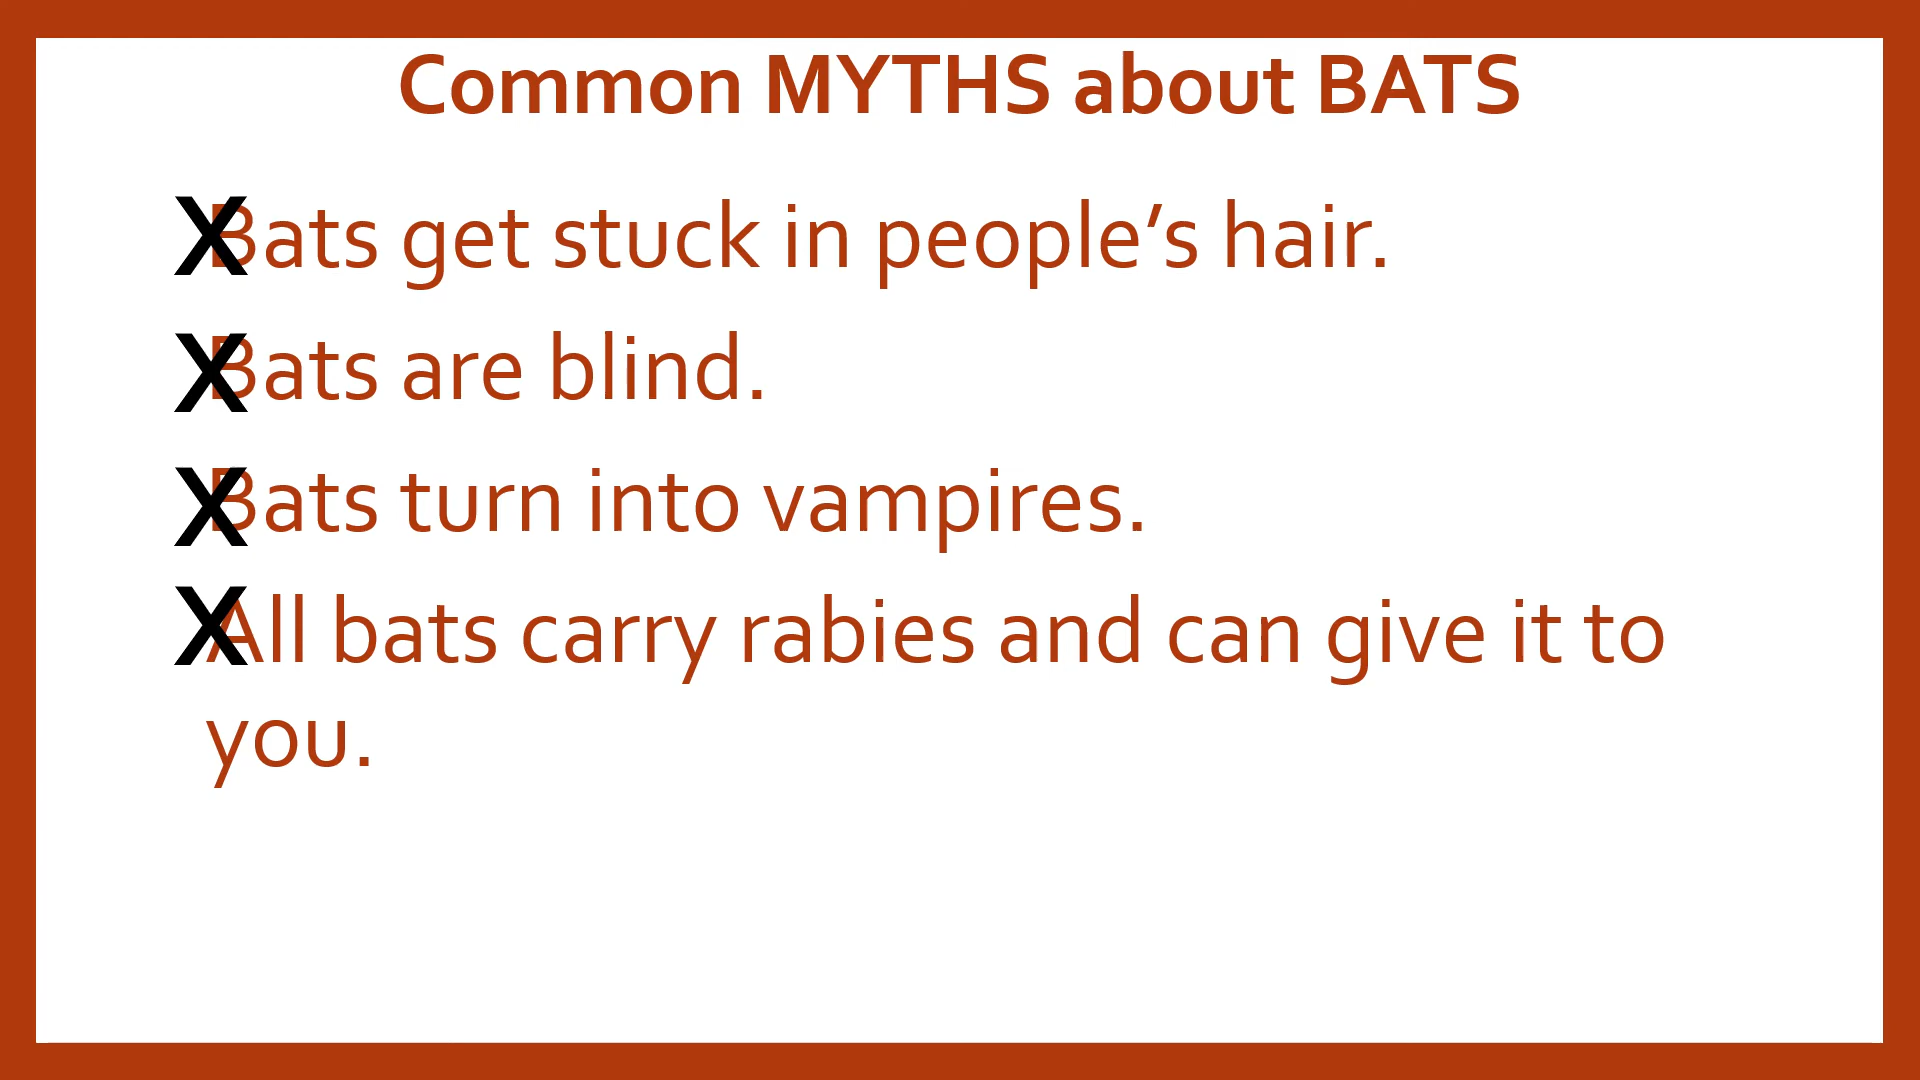 Common MYTHS about BATS
X Bats get stuck in people’s hair.
X Bats are blind.
X Bats turn into vampires.
X All bats carry rabies and can give it to
you.